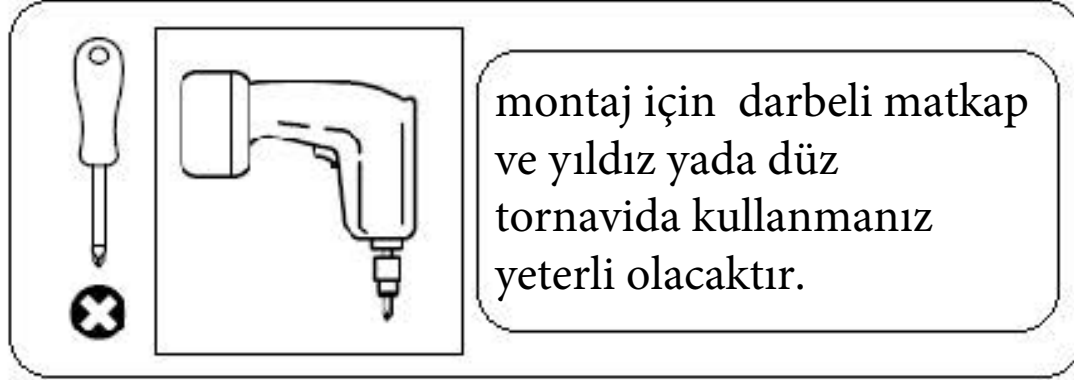 montaj için darbeli matkap
ve yıldız yada düz
tornavida kullanmanız
yeterli olacaktır.